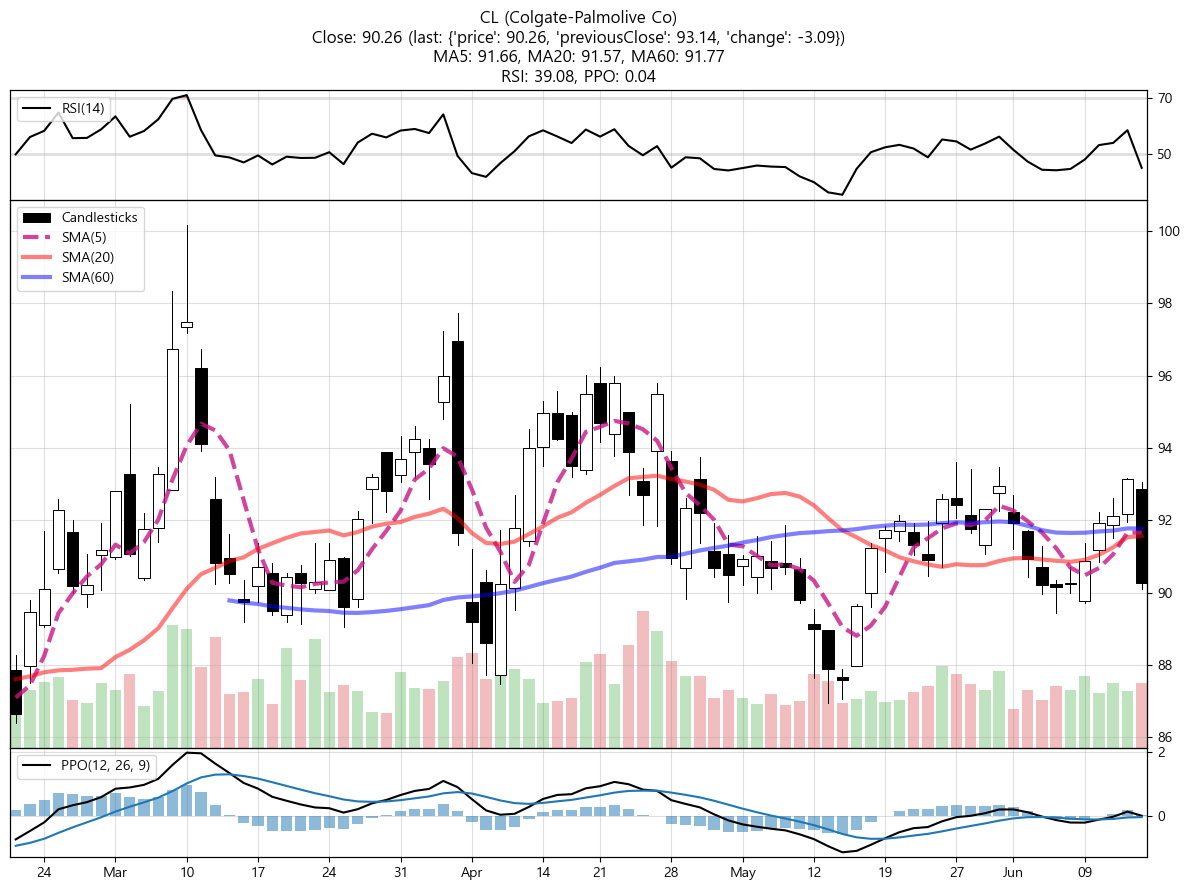 CL (Colgate-Palmolive Co)
Close: 90.26 (last: {'price': 90.26, 'previousClose': 93.14, 'change': -3.09})
MA5: 91.66, MA20: 91.57, MA60: 91.77
RSI: 39.08, PPO: 0.04
RSI(14)
70
50
Candlesticks
SMA(5)
SMA(20)
SMA(60)
100
98
96
94
92
90
88
86
PPO(12, 26, 9)
2
0
24 Mar 10 17 24 31 Apr 14 21 28 May 12 19 27 Jun 09